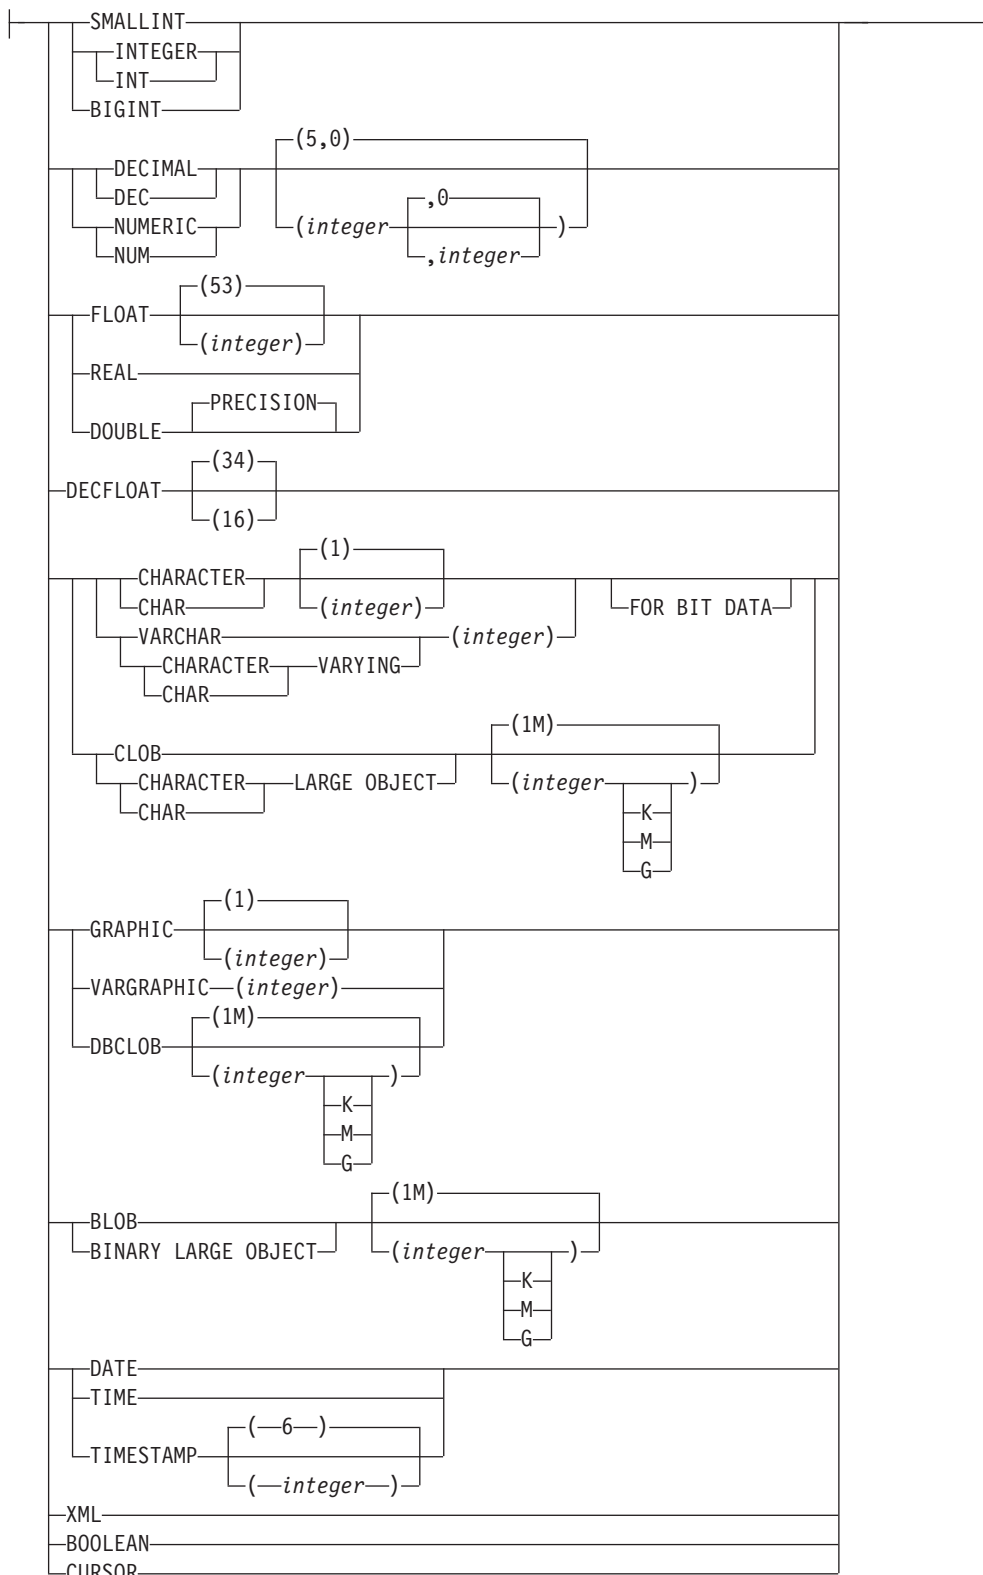 SMALLINT
INTEGER
INT
BIGINT
(5,0)
DECIMAL
DEC
NUMERIC (integer ,0 )
NUM ,integer
(53)
FLOAT
(integer)
REAL
PRECISION
DOUBLE
(34)
DECFLOAT
(16)
(1)
CHARACTER
CHAR (integer) FOR BIT DATA
VARCHAR (integer)
CHARACTER VARYING
CHAR
(1M)
CLOB
CHARACTER LARGE OBJECT (integer )
CHAR K
M
G
(1)
GRAPHIC
(integer)
VARGRAPHIC (integer)
(1M)
DBCLOB
(integer )
K
M
G
(1M)
BLOB
BINARY LARGE OBJECT (integer )
K
M
G
DATE
TIME
( 6 )
TIMESTAMP
( integer )
XML
BOOLEAN
CURSOR